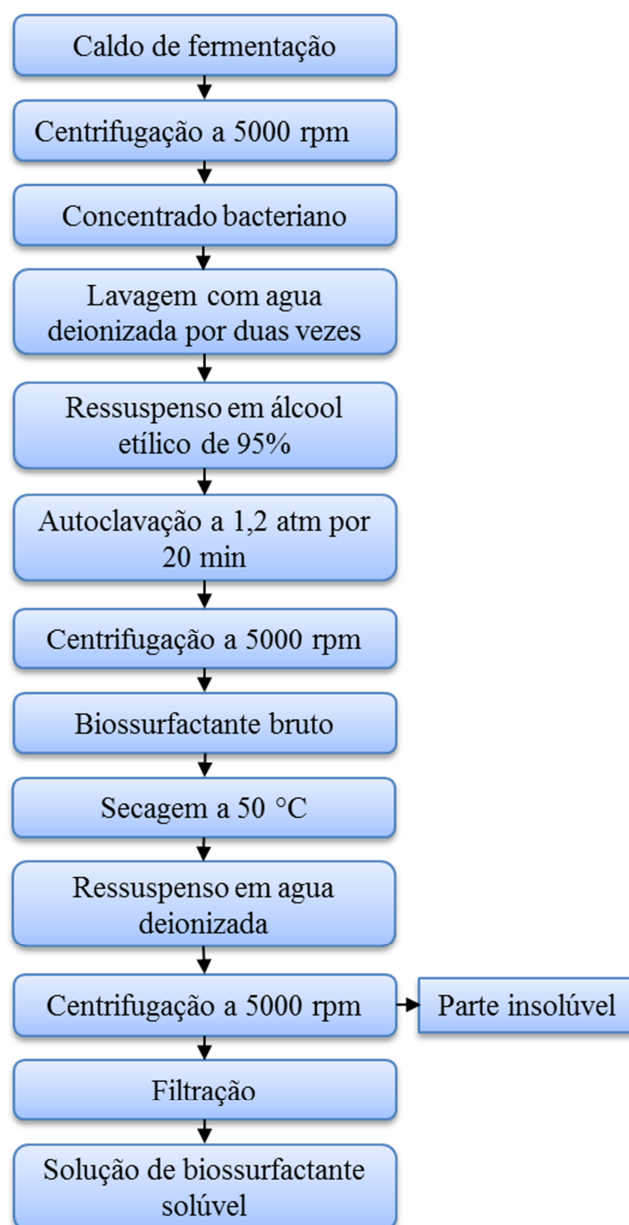 Caldo de fermentação
Centrifugação a 5000 rpm
Concentrado bacteriano
Lavagem com agua
deionizada por duas vezes
Ressuspenso em álcool
etílico de 95%
Autoclavação a 1,2 atm por
20 min
Centrifugação a 5000 rpm
Biossurfactante bruto
Secagem a 50 °C
Ressuspenso em agua
deionizada
Centrifugação a 5000 rpm
Parte insolúvel
Filtração
Solução de biossurfactante
solúvel